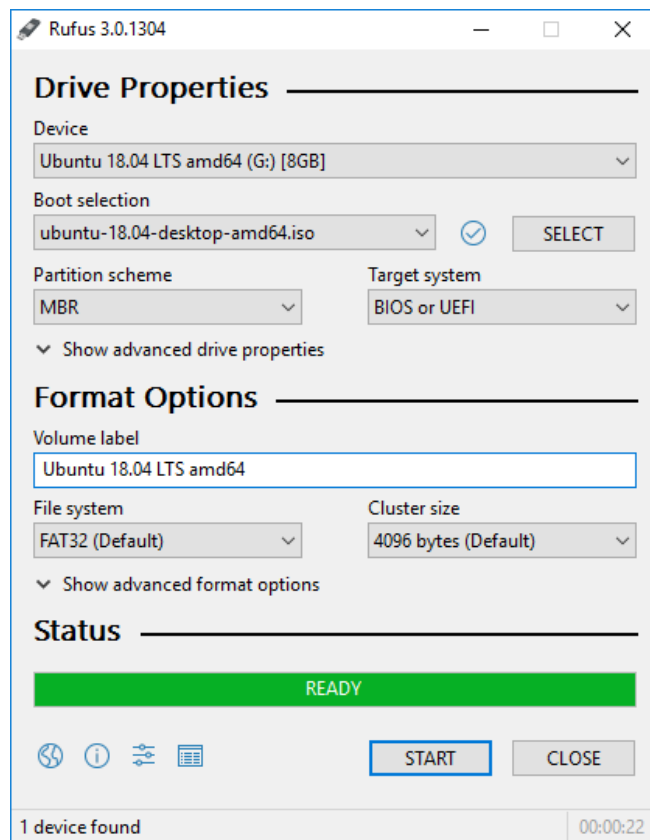 Rufus 3.0.1304
Drive Properties
Device
Ubuntu 18.04 LTS amd64 (G:) [8GB]
Boot selection
ubuntu-18.04-desktop-amd64.iso
SELECT
Partition scheme
Target system
MBR
BIOS or UEFI
Show advanced drive properties
Format Options
Volume label
Ubuntu 18.04 LTS amd64
File system
Cluster size
FAT32 (Default)
4096 bytes (Default)
Show advanced format options
Status
READY
START
CLOSE
1 device found
00:00:22